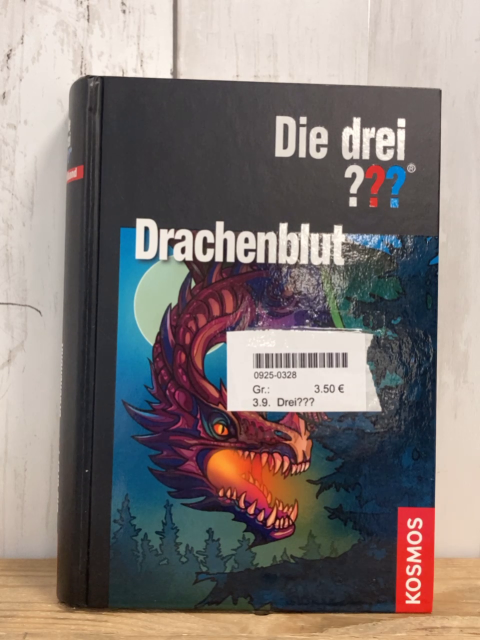 Die drei
???®
Drachenblut
0925-0328
Gr.: 3.50 €
3.9. Drei???
KOSMOS